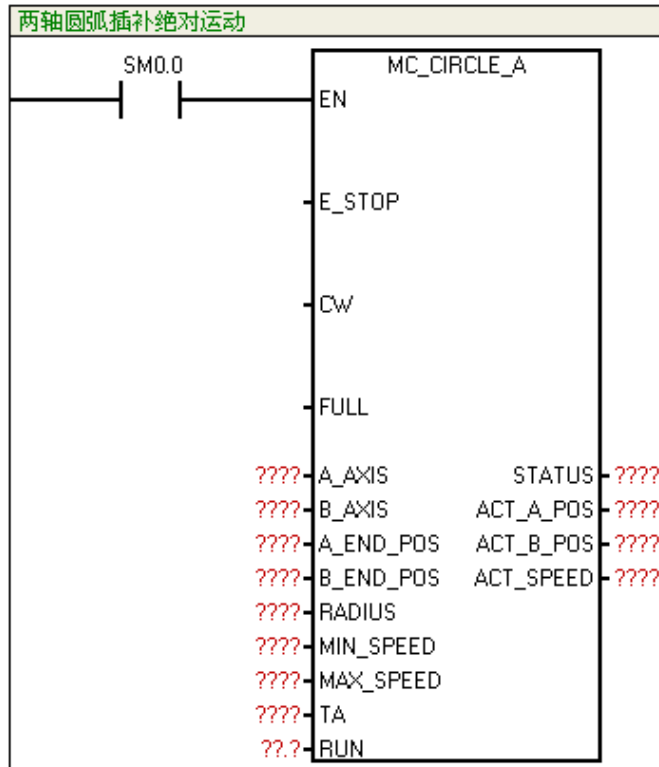 两轴圆弧插补绝对运动
SM0.0
MC_CIRCLE_A
EN
E_STOP
CW
FULL
???? A_AXIS STATUS ????
???? B_AXIS ACT_A_POS ????
???? A_END_POS ACT_B_POS ????
???? B_END_POS ACT_SPEED ????
???? RADIUS
???? MIN_SPEED
???? MAX_SPEED
???? TA
??.? RUN